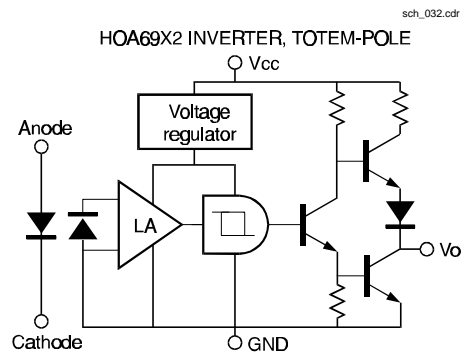 sch_032.cdr
HOA69X2 INVERTER, TOTEM-POLE
Vcc
Voltage
regulator
Anode
LA
Vo
Cathode
GND